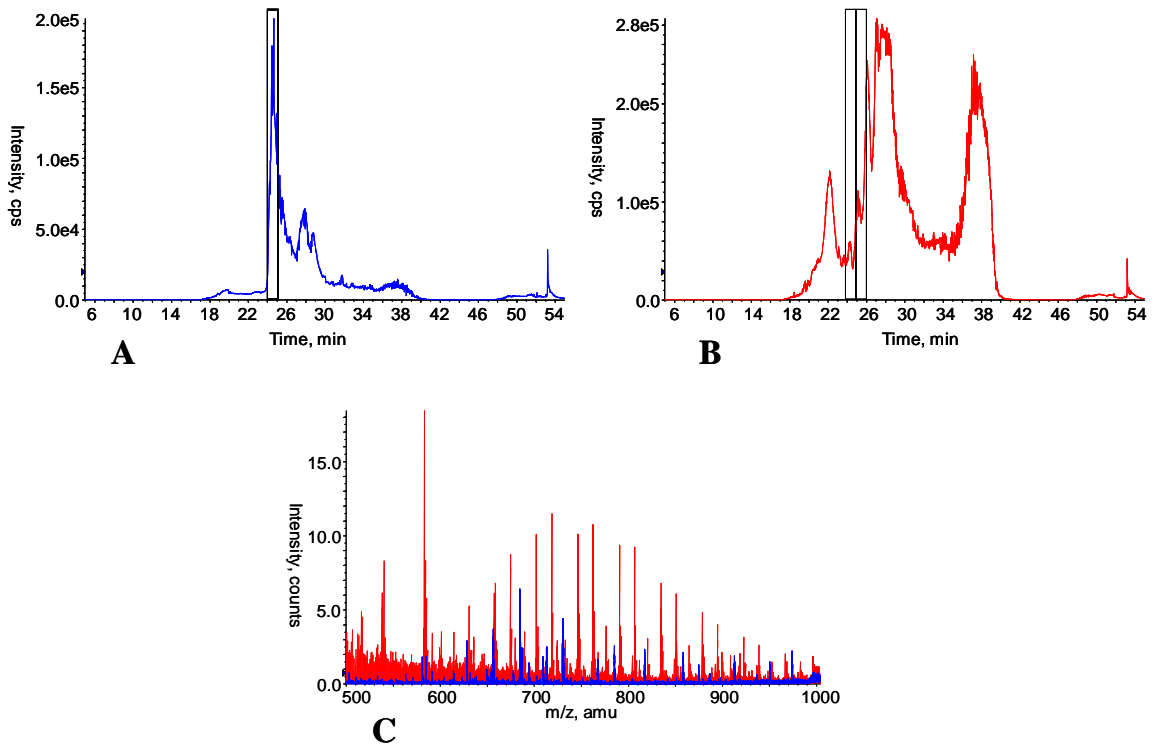 2.0e5
1.5e5
1.0e5
5.0e4
0.0
Intensity, cps
6 10 14 18 22 26 30 34 38 42 46 50 54
Time, min
A
2.8e5
2.0e5
1.0e5
0.0
Intensity, cps
6 10 14 18 22 26 30 34 38 42 46 50 54
Time, min
B
15.0
10.0
5.0
0.0
Intensity, counts
500 600 700 800 900 1000
m/z, amu
C